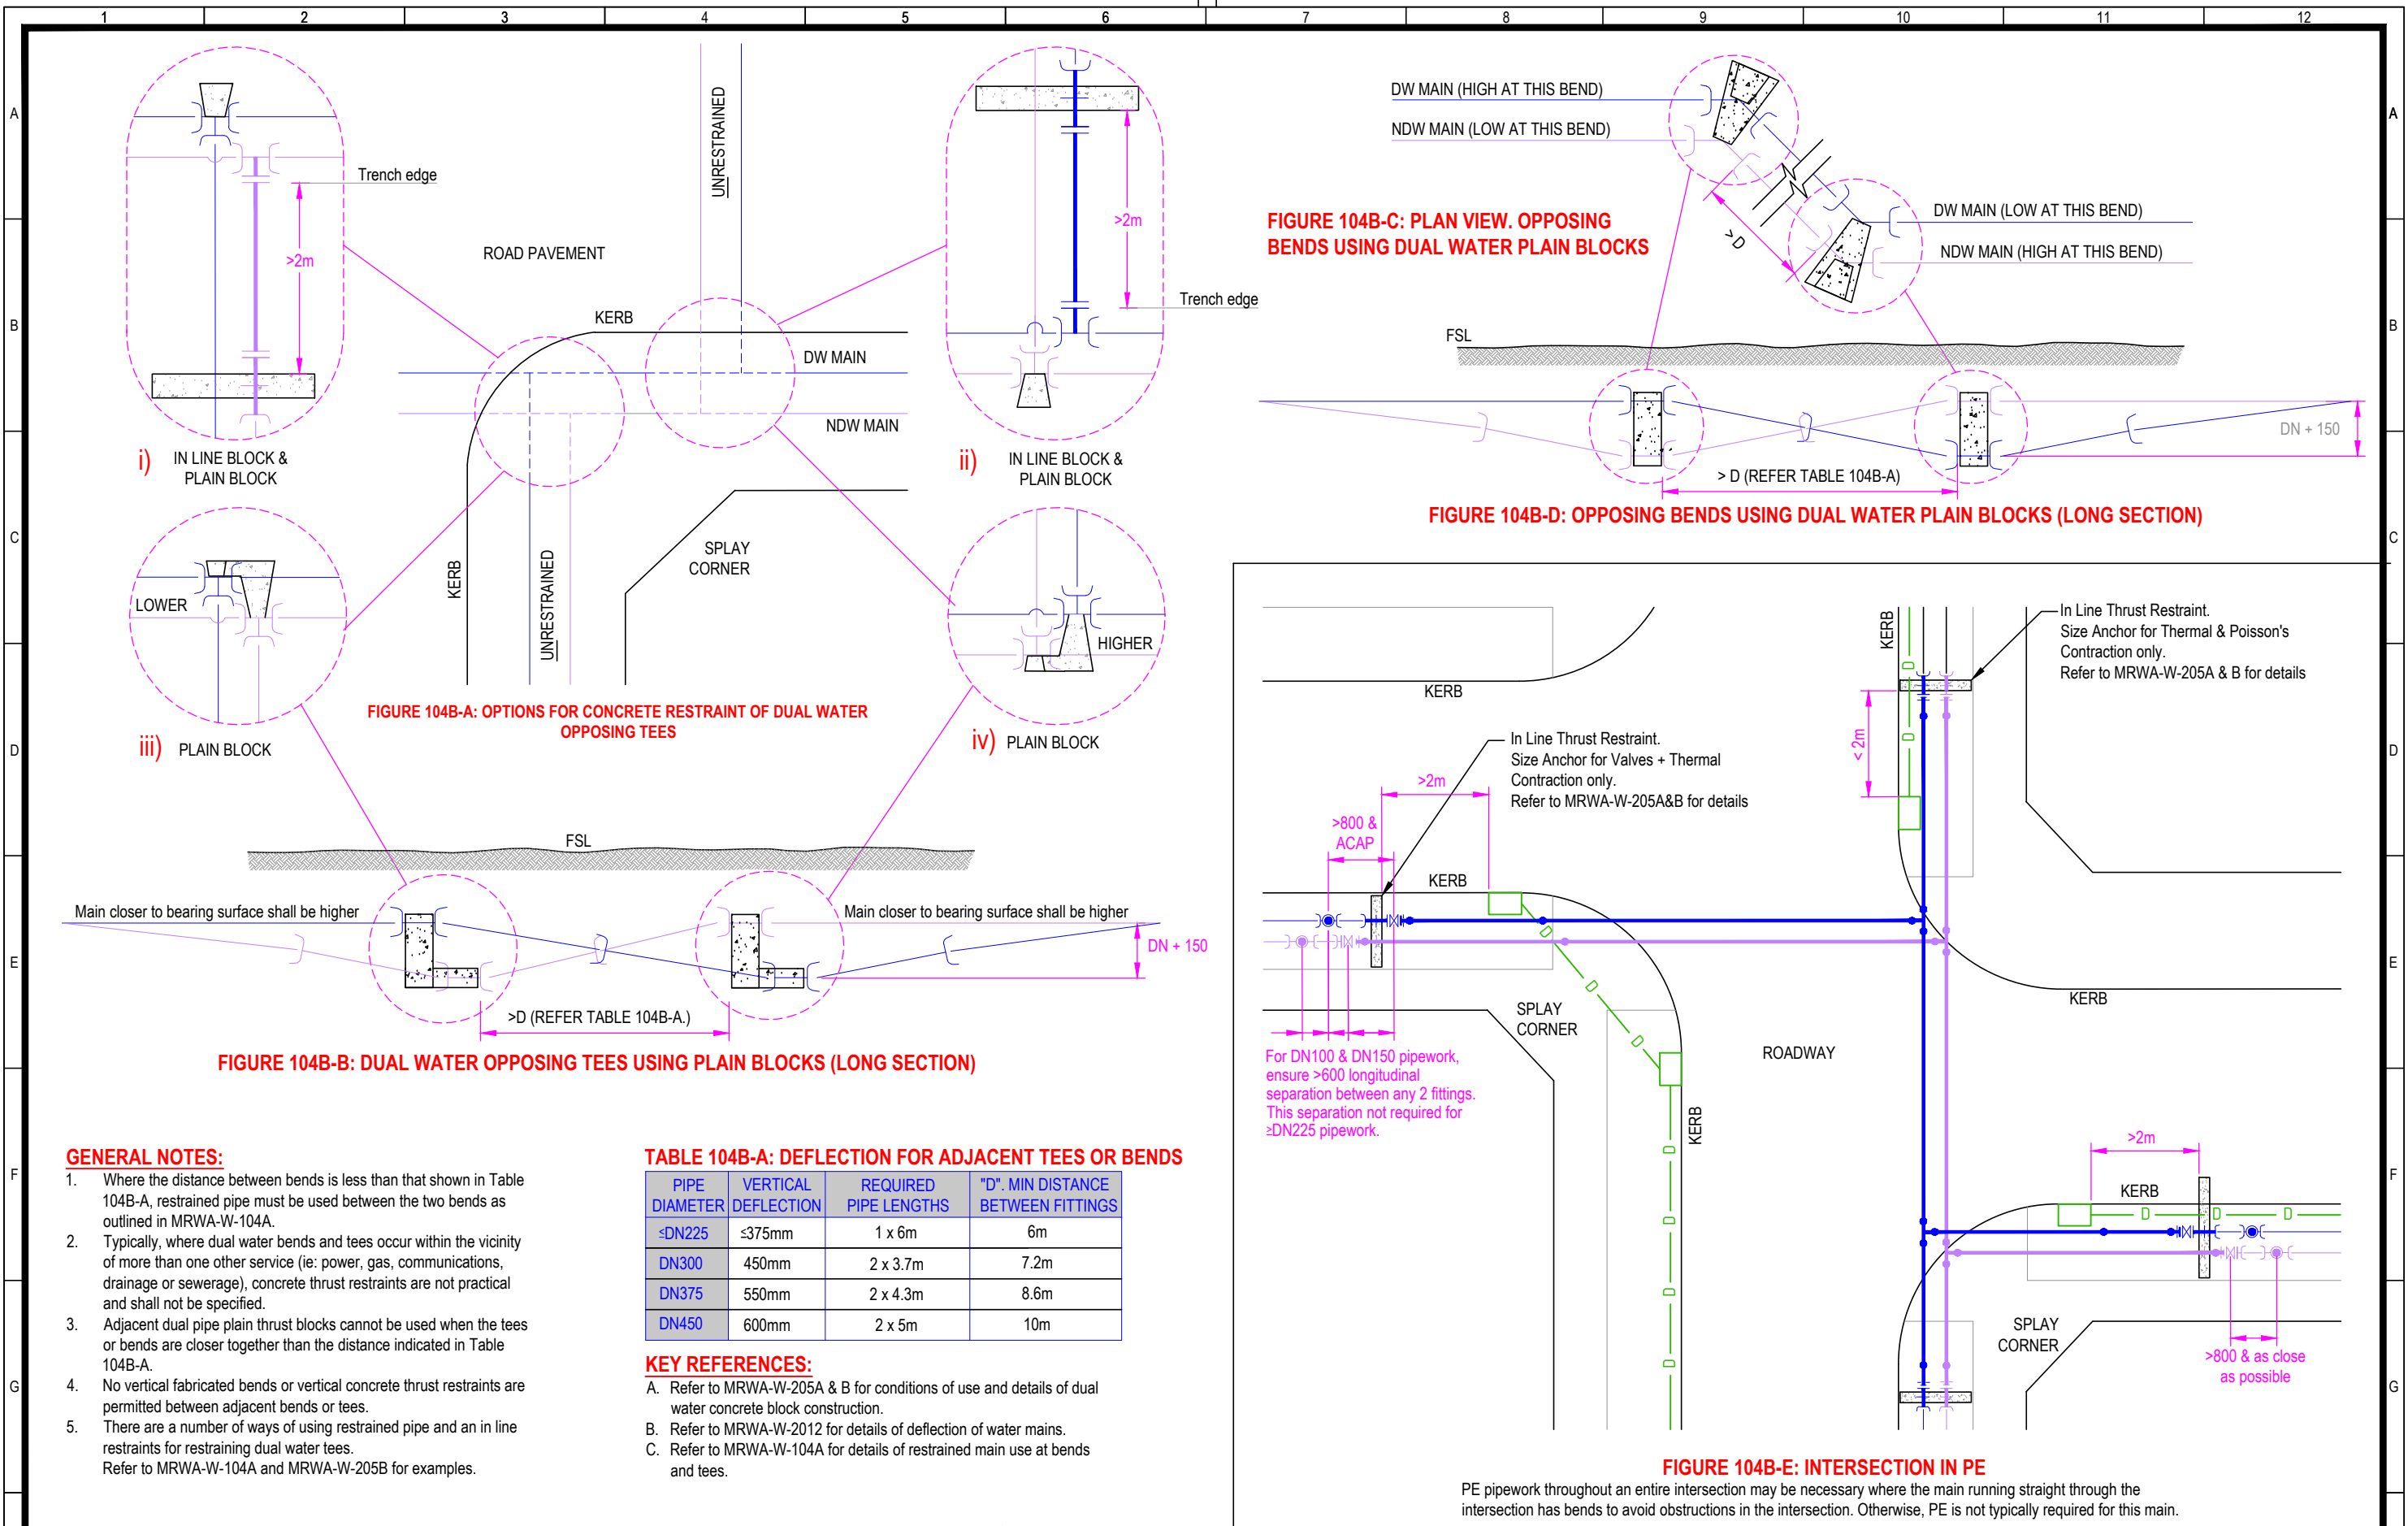 1 2 3 4 5 6 7 8 9 10 11 12
A
B
C
D
E
F
G
Trench edge
>2m
i) IN LINE BLOCK &
PLAIN BLOCK
ROAD PAVEMENT
UNRESTRAINED
KERB
DW MAIN
NDW MAIN
>2m
Trench edge
ii) IN LINE BLOCK &
PLAIN BLOCK
LOWER
iii) PLAIN BLOCK
KERB
UNRESTRAINED
SPLAY
CORNER
HIGHER
iv) PLAIN BLOCK
FIGURE 104B-A: OPTIONS FOR CONCRETE RESTRAINT OF DUAL WATER
OPPOSING TEES
FSL
Main closer to bearing surface shall be higher
Main closer to bearing surface shall be higher
DN + 150
>D (REFER TABLE 104B-A.)
FIGURE 104B-B: DUAL WATER OPPOSING TEES USING PLAIN BLOCKS (LONG SECTION)
DW MAIN (HIGH AT THIS BEND)
NDW MAIN (LOW AT THIS BEND)
DW MAIN (LOW AT THIS BEND)
NDW MAIN (HIGH AT THIS BEND)
> D
FIGURE 104B-C: PLAN VIEW. OPPOSING
BENDS USING DUAL WATER PLAIN BLOCKS
FSL
DN + 150
> D (REFER TABLE 104B-A)
FIGURE 104B-D: OPPOSING BENDS USING DUAL WATER PLAIN BLOCKS (LONG SECTION)
GENERAL NOTES:
1. Where the distance between bends is less than that shown in Table
104B-A, restrained pipe must be used between the two bends as
outlined in MRWA-W-104A.
2. Typically, where dual water bends and tees occur within the vicinity
of more than one other service (ie: power, gas, communications,
drainage or sewerage), concrete thrust restraints are not practical
and shall not be specified.
3. Adjacent dual pipe plain thrust blocks cannot be used when the tees
or bends are closer together than the distance indicated in Table
104B-A.
4. No vertical fabricated bends or vertical concrete thrust restraints are
permitted between adjacent bends or tees.
5. There are a number of ways of using restrained pipe and an in line
restraints for restraining dual water tees.
Refer to MRWA-W-104A and MRWA-W-205B for examples.
TABLE 104B-A: DEFLECTION FOR ADJACENT TEES OR BENDS
PIPE DIAMETER VERTICAL DEFLECTION REQUIRED PIPE LENGTHS "D". MIN DISTANCE BETWEEN FITTINGS
≤DN225 ≤375mm 1 x 6m 6m
DN300 450mm 2 x 3.7m 7.2m
DN375 550mm 2 x 4.3m 8.6m
DN450 600mm 2 x 5m 10m
KEY REFERENCES:
A. Refer to MRWA-W-205A & B for conditions of use and details of dual
water concrete block construction.
B. Refer to MRWA-W-2012 for details of deflection of water mains.
C. Refer to MRWA-W-104A for details of restrained main use at bends
and tees.
KERB
KERB
In Line Thrust Restraint.
Size Anchor for Thermal & Poisson's
Contraction only.
Refer to MRWA-W-205A & B for details
< 2m
In Line Thrust Restraint.
Size Anchor for Valves + Thermal
Contraction only.
Refer to MRWA-W-205A&B for details
>2m
>800 &
ACAP
KERB
D
D
D
D
D
SPLAY
CORNER
KERB
For DN100 & DN150 pipework,
ensure >600 longitudinal
separation between any 2 fittings.
This separation not required for
≥DN225 pipework.
ROADWAY
KERB
D
D
D
D
>2m
KERB
D D D
SPLAY
CORNER
>800 & as close
as possible
FIGURE 104B-E: INTERSECTION IN PE
PE pipework throughout an entire intersection may be necessary where the main running straight through the
intersection has bends to avoid obstructions in the intersection. Otherwise, PE is not typically required for this main.
A
B
C
D
E
F
G